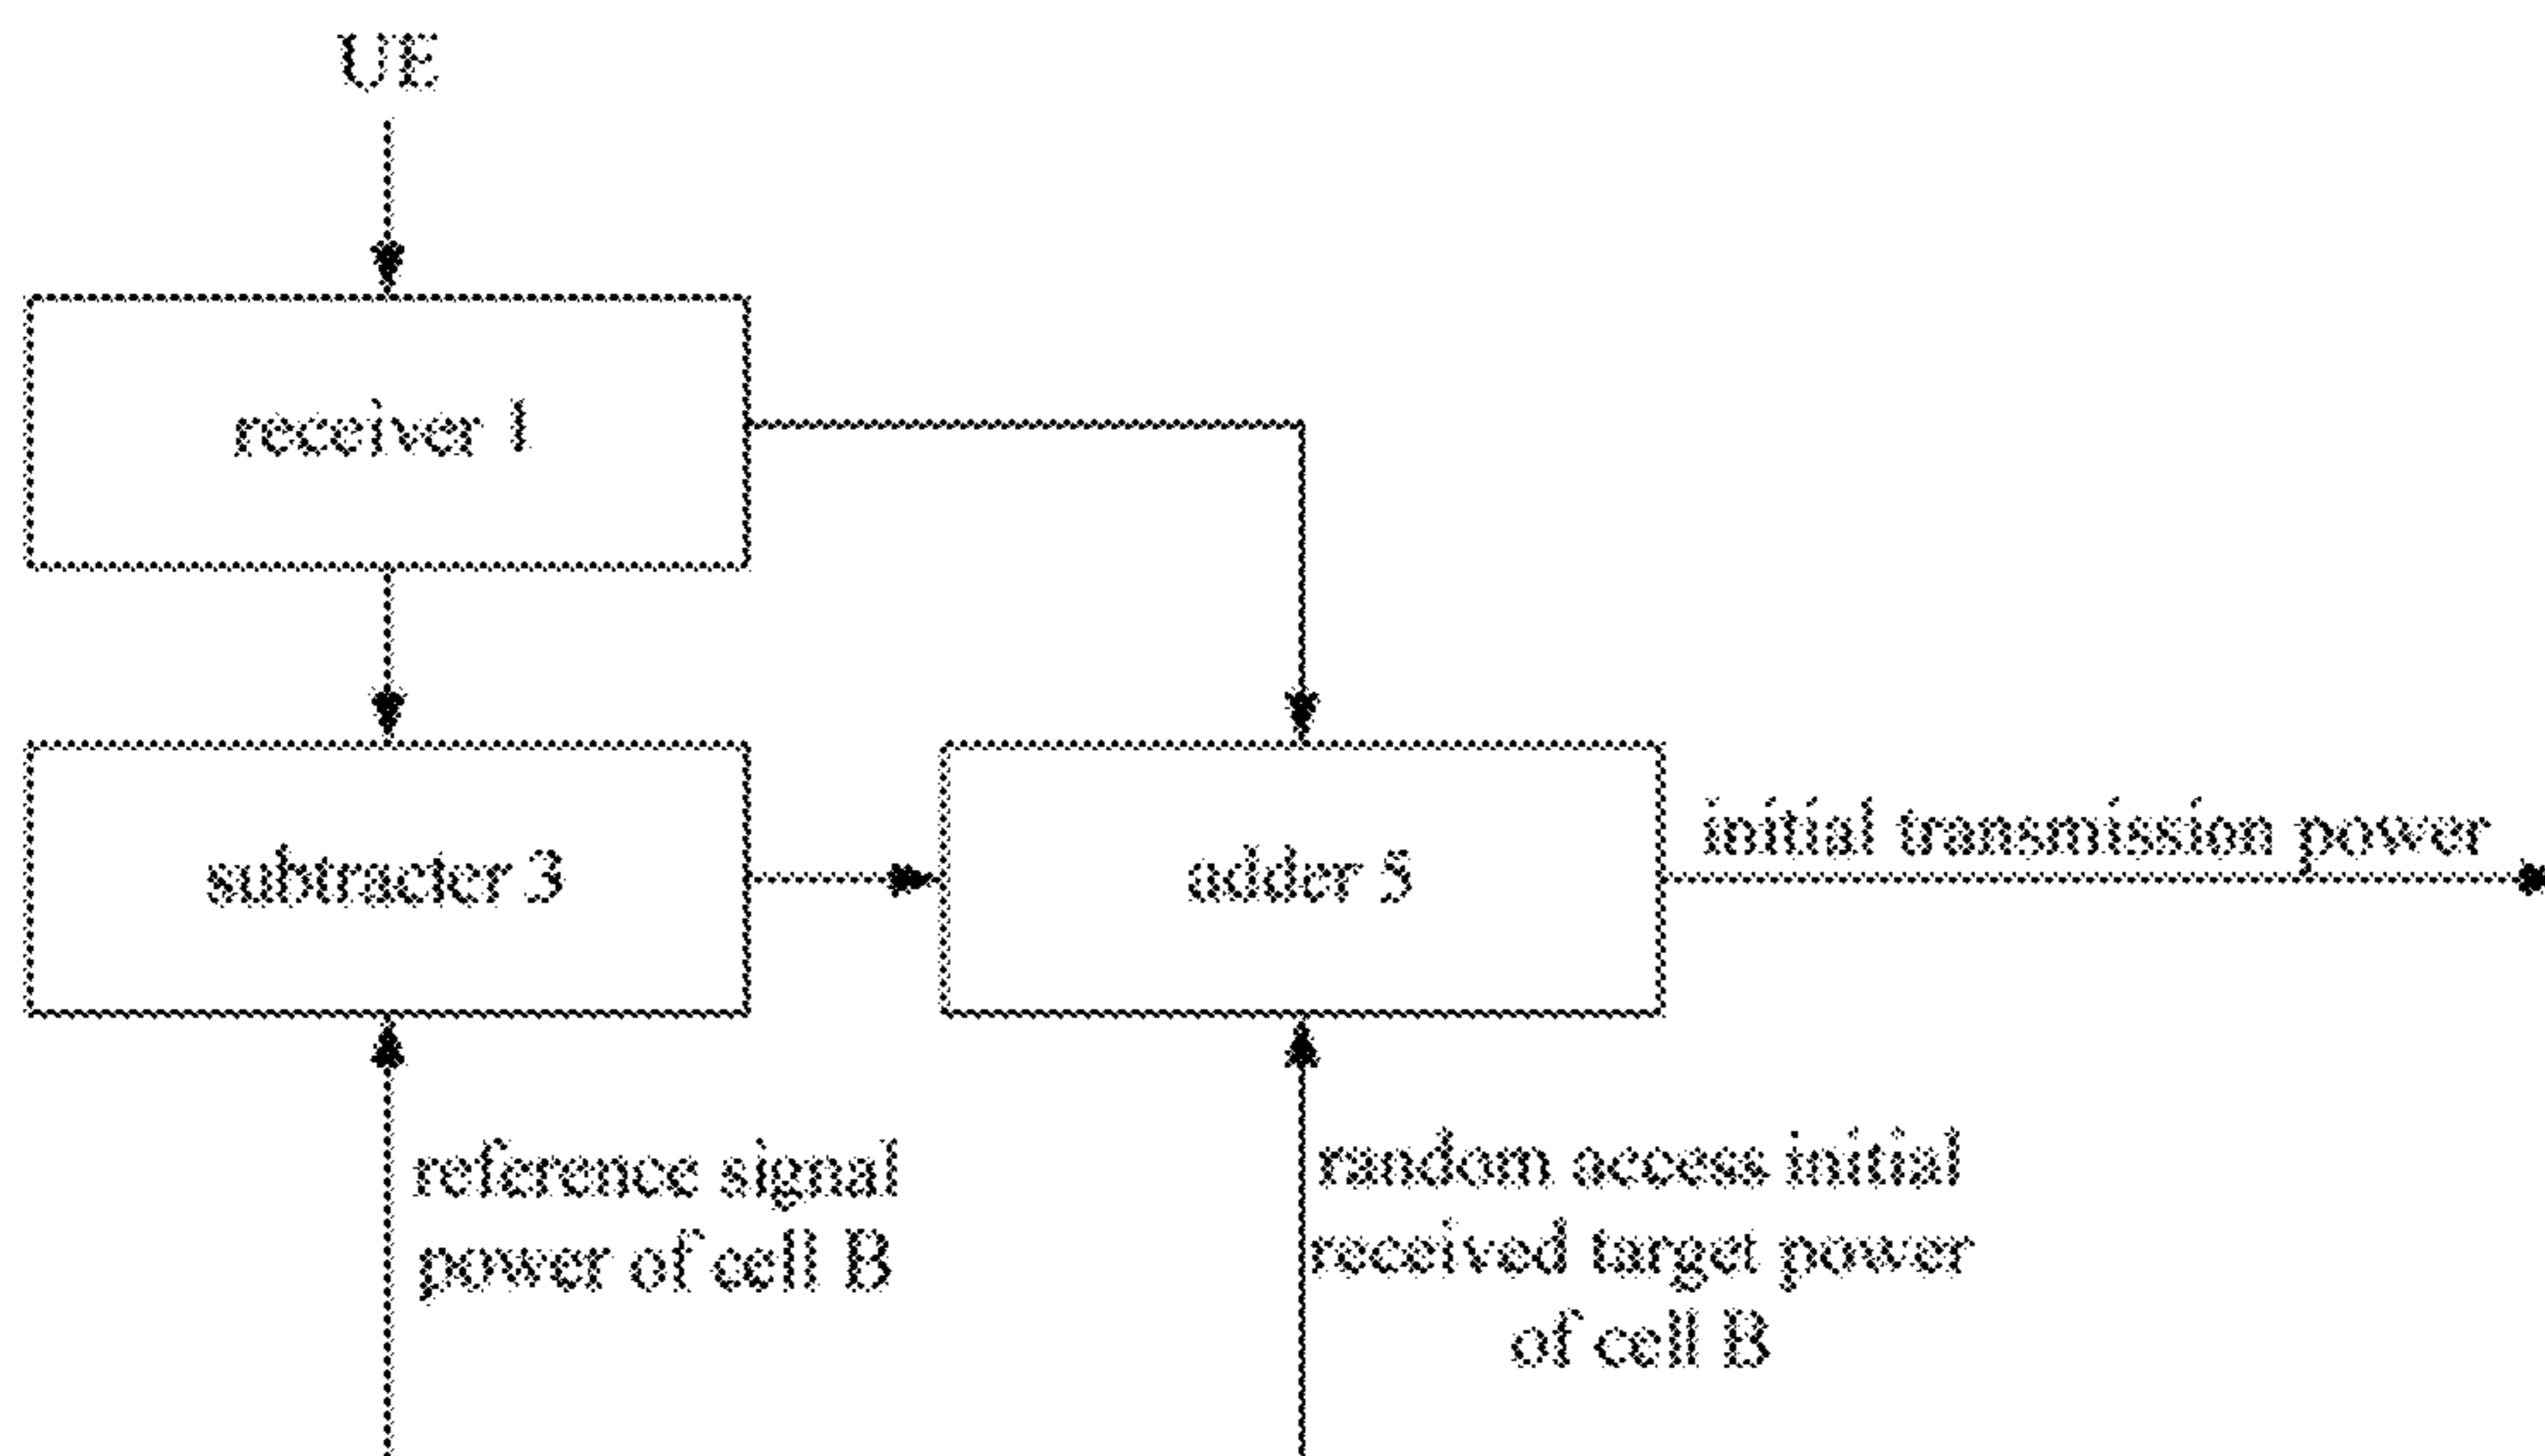 UE
receiver 1
subtracter 3
adder 5
initial transmission power
reference signal
power of cell B
random access initial
received target power
of cell B